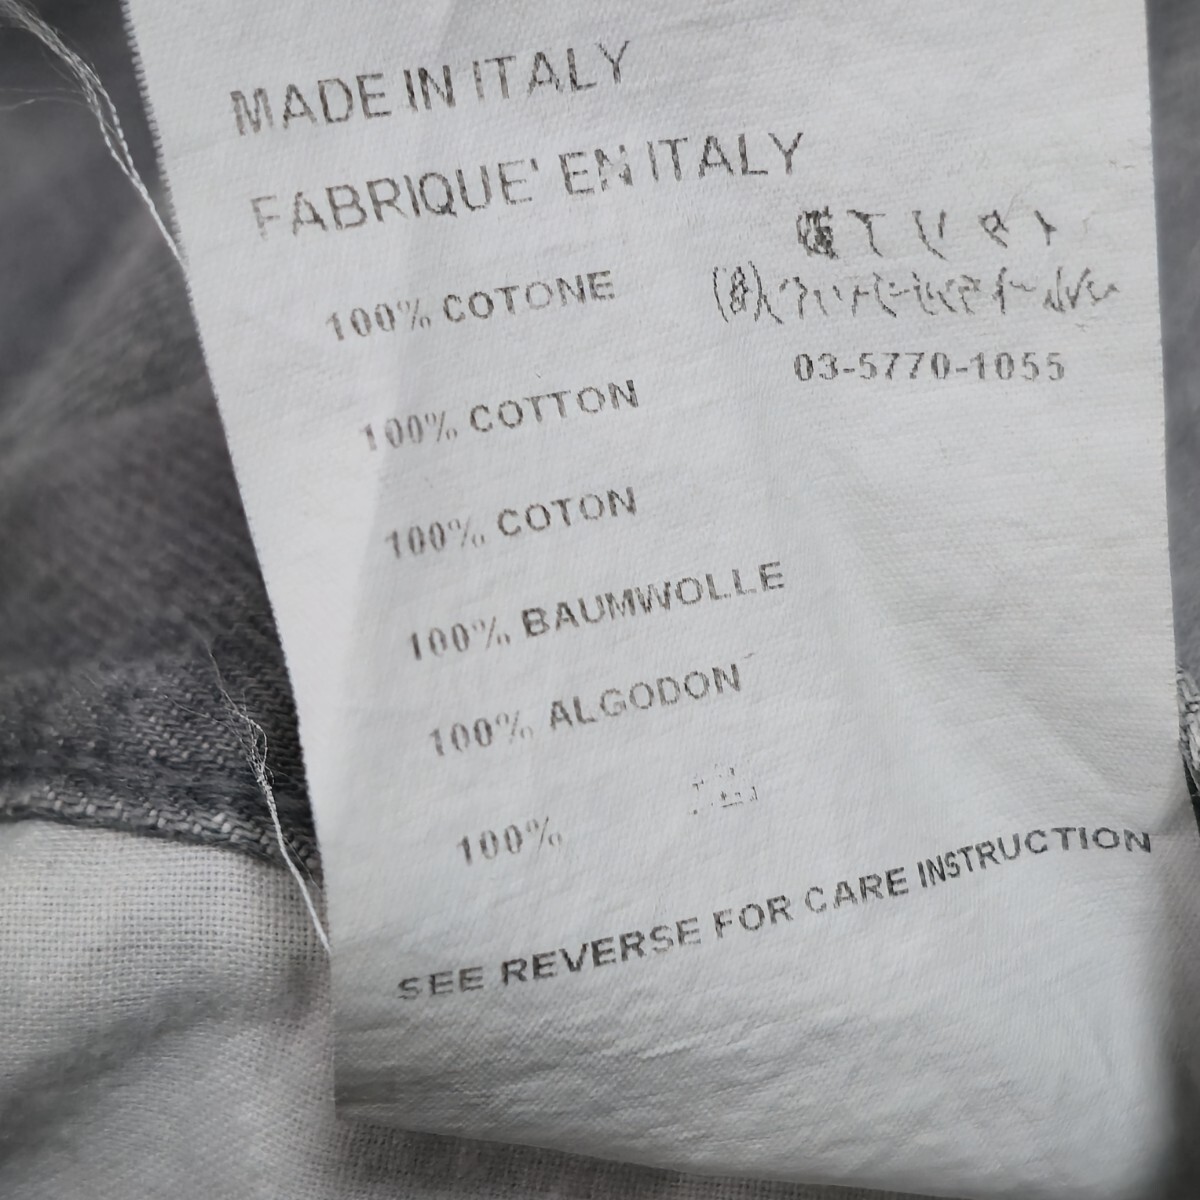 MADE IN ITALY
FABRIQUE' EN ITALY
100% COTONE
03-5770-1055
100% COTTON
100% COTON
100% BAUMWOLLE
100% ALGODON
100%
SEE REVERSE FOR CARE INSTRUCTION